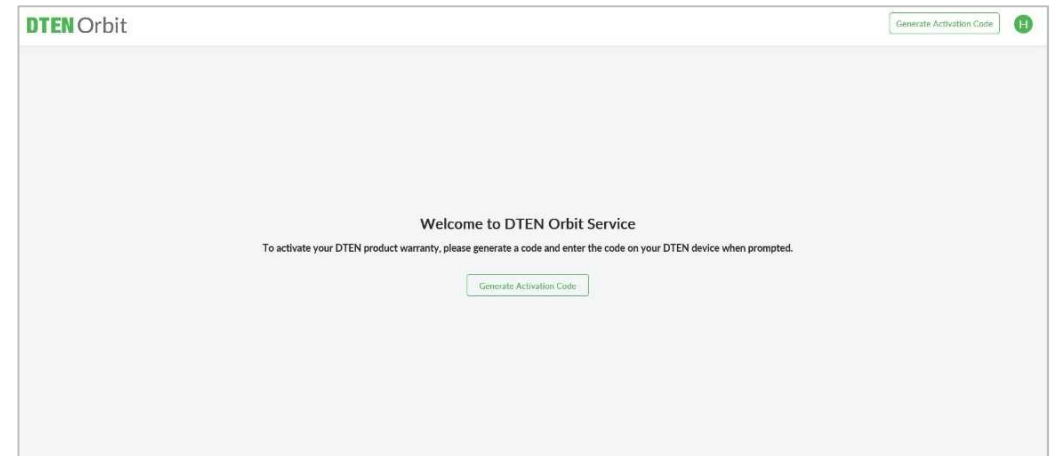 DTEN Orbit
Generate Activation Code
H
Welcome to DTEN Orbit Service
To activate your DTEN product warranty, please generate a code and enter the code on your DTEN device when prompted.
Generate Activation Code